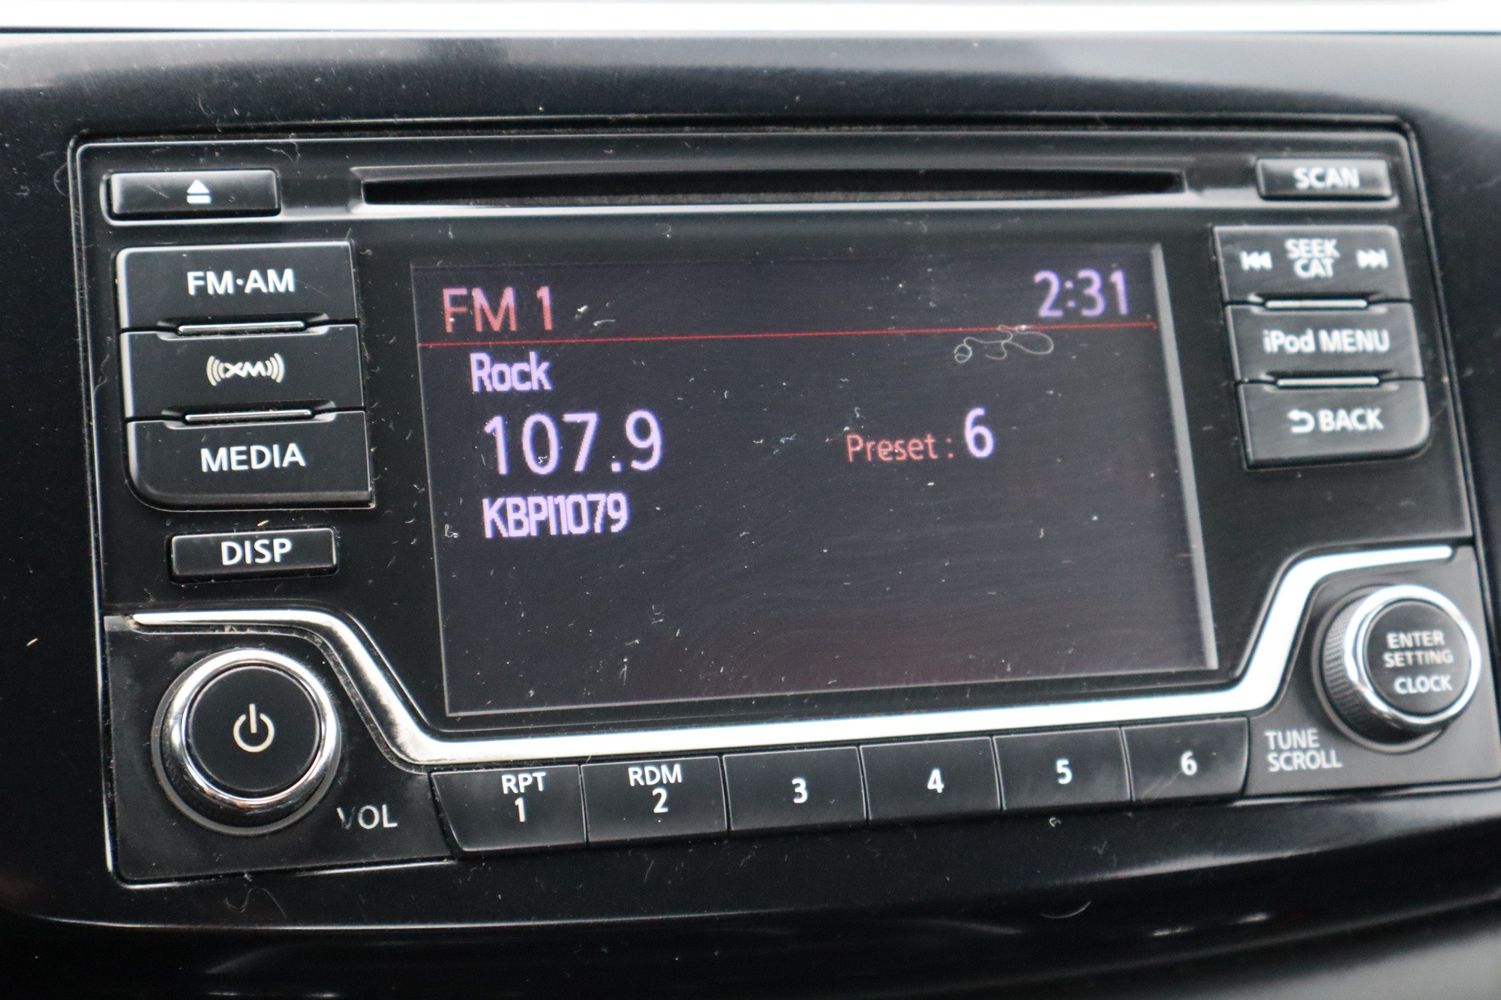 SCAN
FM·AM
SEEK
CAT
FM 1
2:31
XM
iPod MENU
Rock
107.9
Preset : 6
BACK
MEDIA
KBPI1079
DISP
ENTER
SETTING
CLOCK
TUNE
SCROLL
VOL
RPT
1
RDM
2
3
4
5
6